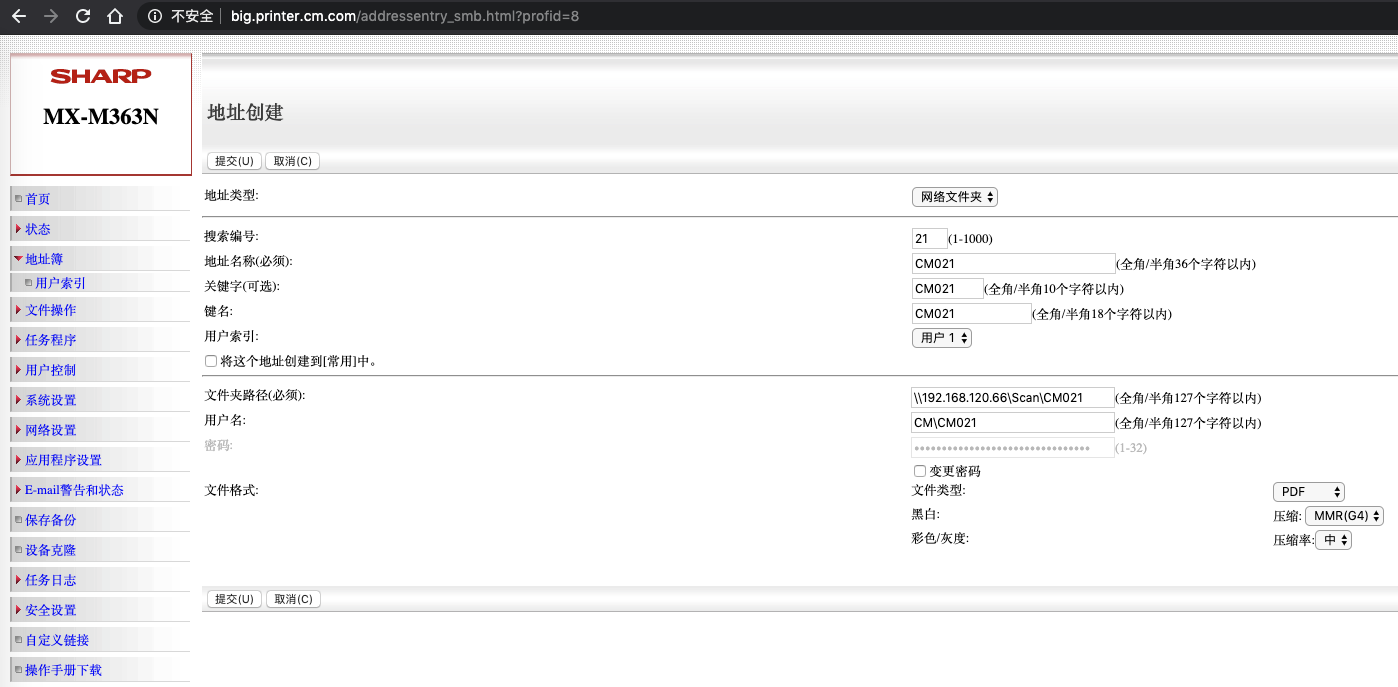 不安全 big.printer.cm.com/addressentry_smb.html?profid=8
SHARP
MX-M363N
首页
状态
地址簿
用户索引
文件操作
任务程序
用户控制
系统设置
网络设置
应用程序设置
E-mail警告和状态
保存备份
设备克隆
任务日志
安全设置
自定义链接
操作手册下载
地址创建
提交(U) 取消(C)
地址类型: 网络文件夹
搜索编号: 21 (1-1000)
地址名称(必须): CM021 (全角/半角36个字符以内)
关键字(可选): CM021 (全角/半角10个字符以内)
键名: CM021 (全角/半角18个字符以内)
用户索引: 用户 1
将这个地址创建到[常用]中。
文件夹路径(必须): \\192.168.120.66\Scan\CM021 (全角/半角127个字符以内)
用户名: CM\CM021 (全角/半角127个字符以内)
密码: •••••••••••••••••••••••••••••••• (1-32)
变更密码
文件格式: 文件类型: PDF
黑白: 压缩: MMR(G4)
彩色/灰度: 压缩率: 中
提交(U) 取消(C)